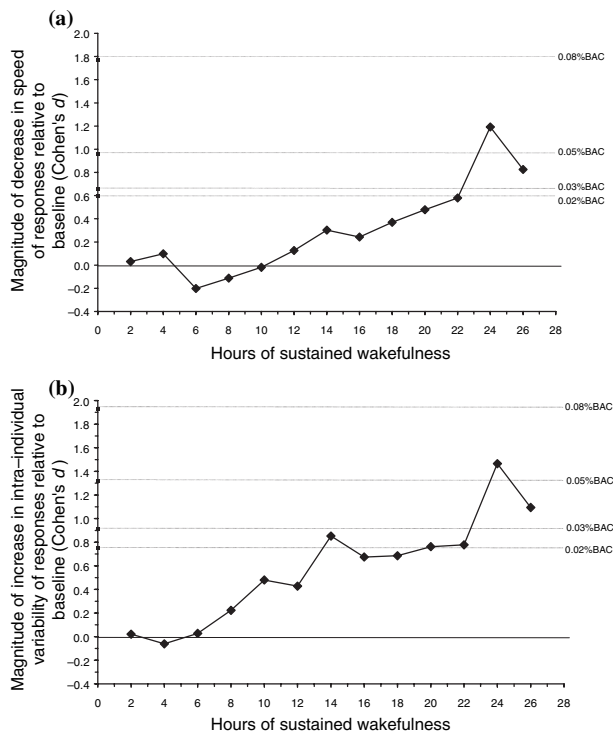 (a)
Magnitude of decrease in speed
of responses relative to
baseline (Cohen's d)
2.0
1.8
1.6
1.4
1.2
1.0
0.8
0.6
0.4
0.2
0.0
−0.2
−0.4
0.08%BAC
0.05%BAC
0.03%BAC
0.02%BAC
0 2 4 6 8 10 12 14 16 18 20 22 24 26 28
Hours of sustained wakefulness
(b)
Magnitude of increase in intra–individual
variability of responses relative to
baseline (Cohen's d)
2.0
1.8
1.6
1.4
1.2
1.0
0.8
0.6
0.4
0.2
0.0
−0.2
−0.4
0.08%BAC
0.05%BAC
0.03%BAC
0.02%BAC
0 2 4 6 8 10 12 14 16 18 20 22 24 26 28
Hours of sustained wakefulness